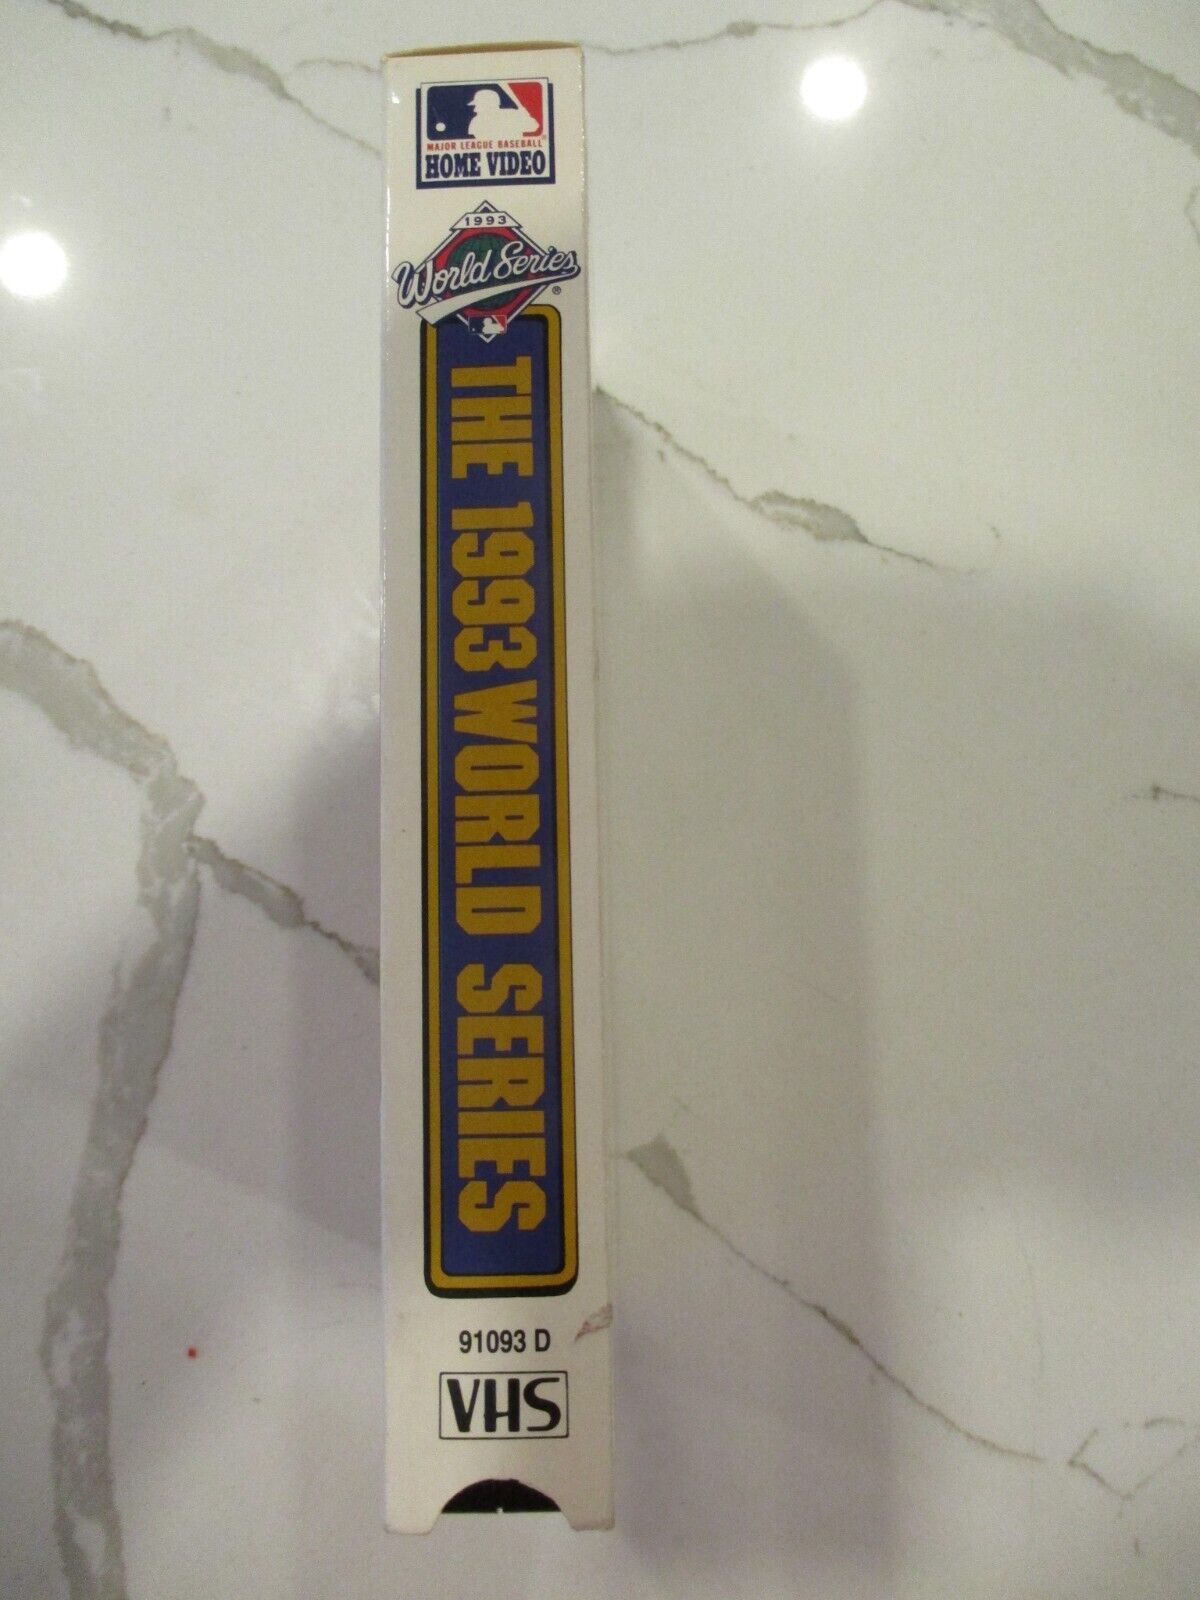 MAJOR LEAGUE BASEBALL®
HOME VIDEO
1993
World Series
®
THE 1993 WORLD SERIES
91093 D
VHS